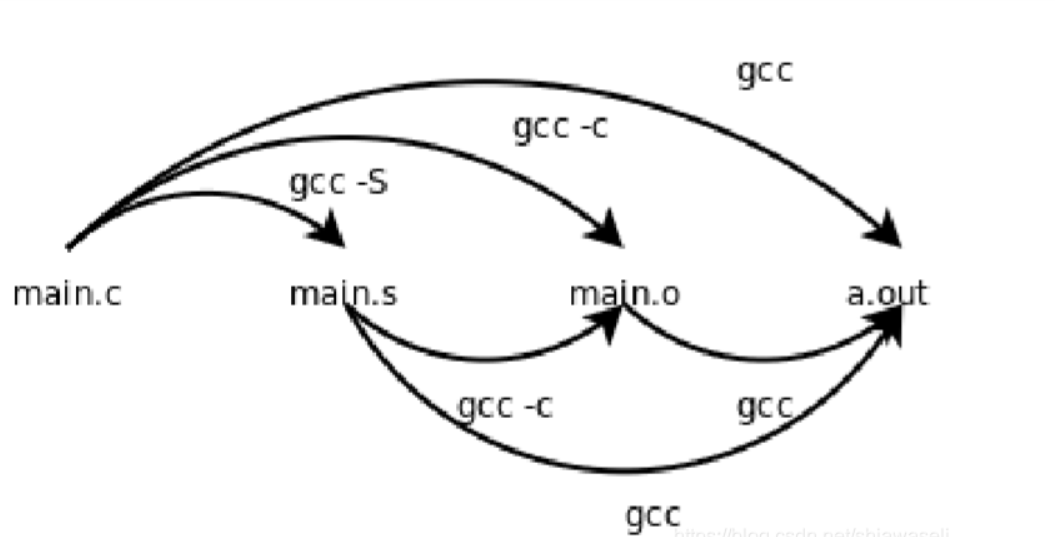 gcc
gcc -c
gcc -S
main.c
main.s
main.o
a.out
gcc -c
gcc
gcc